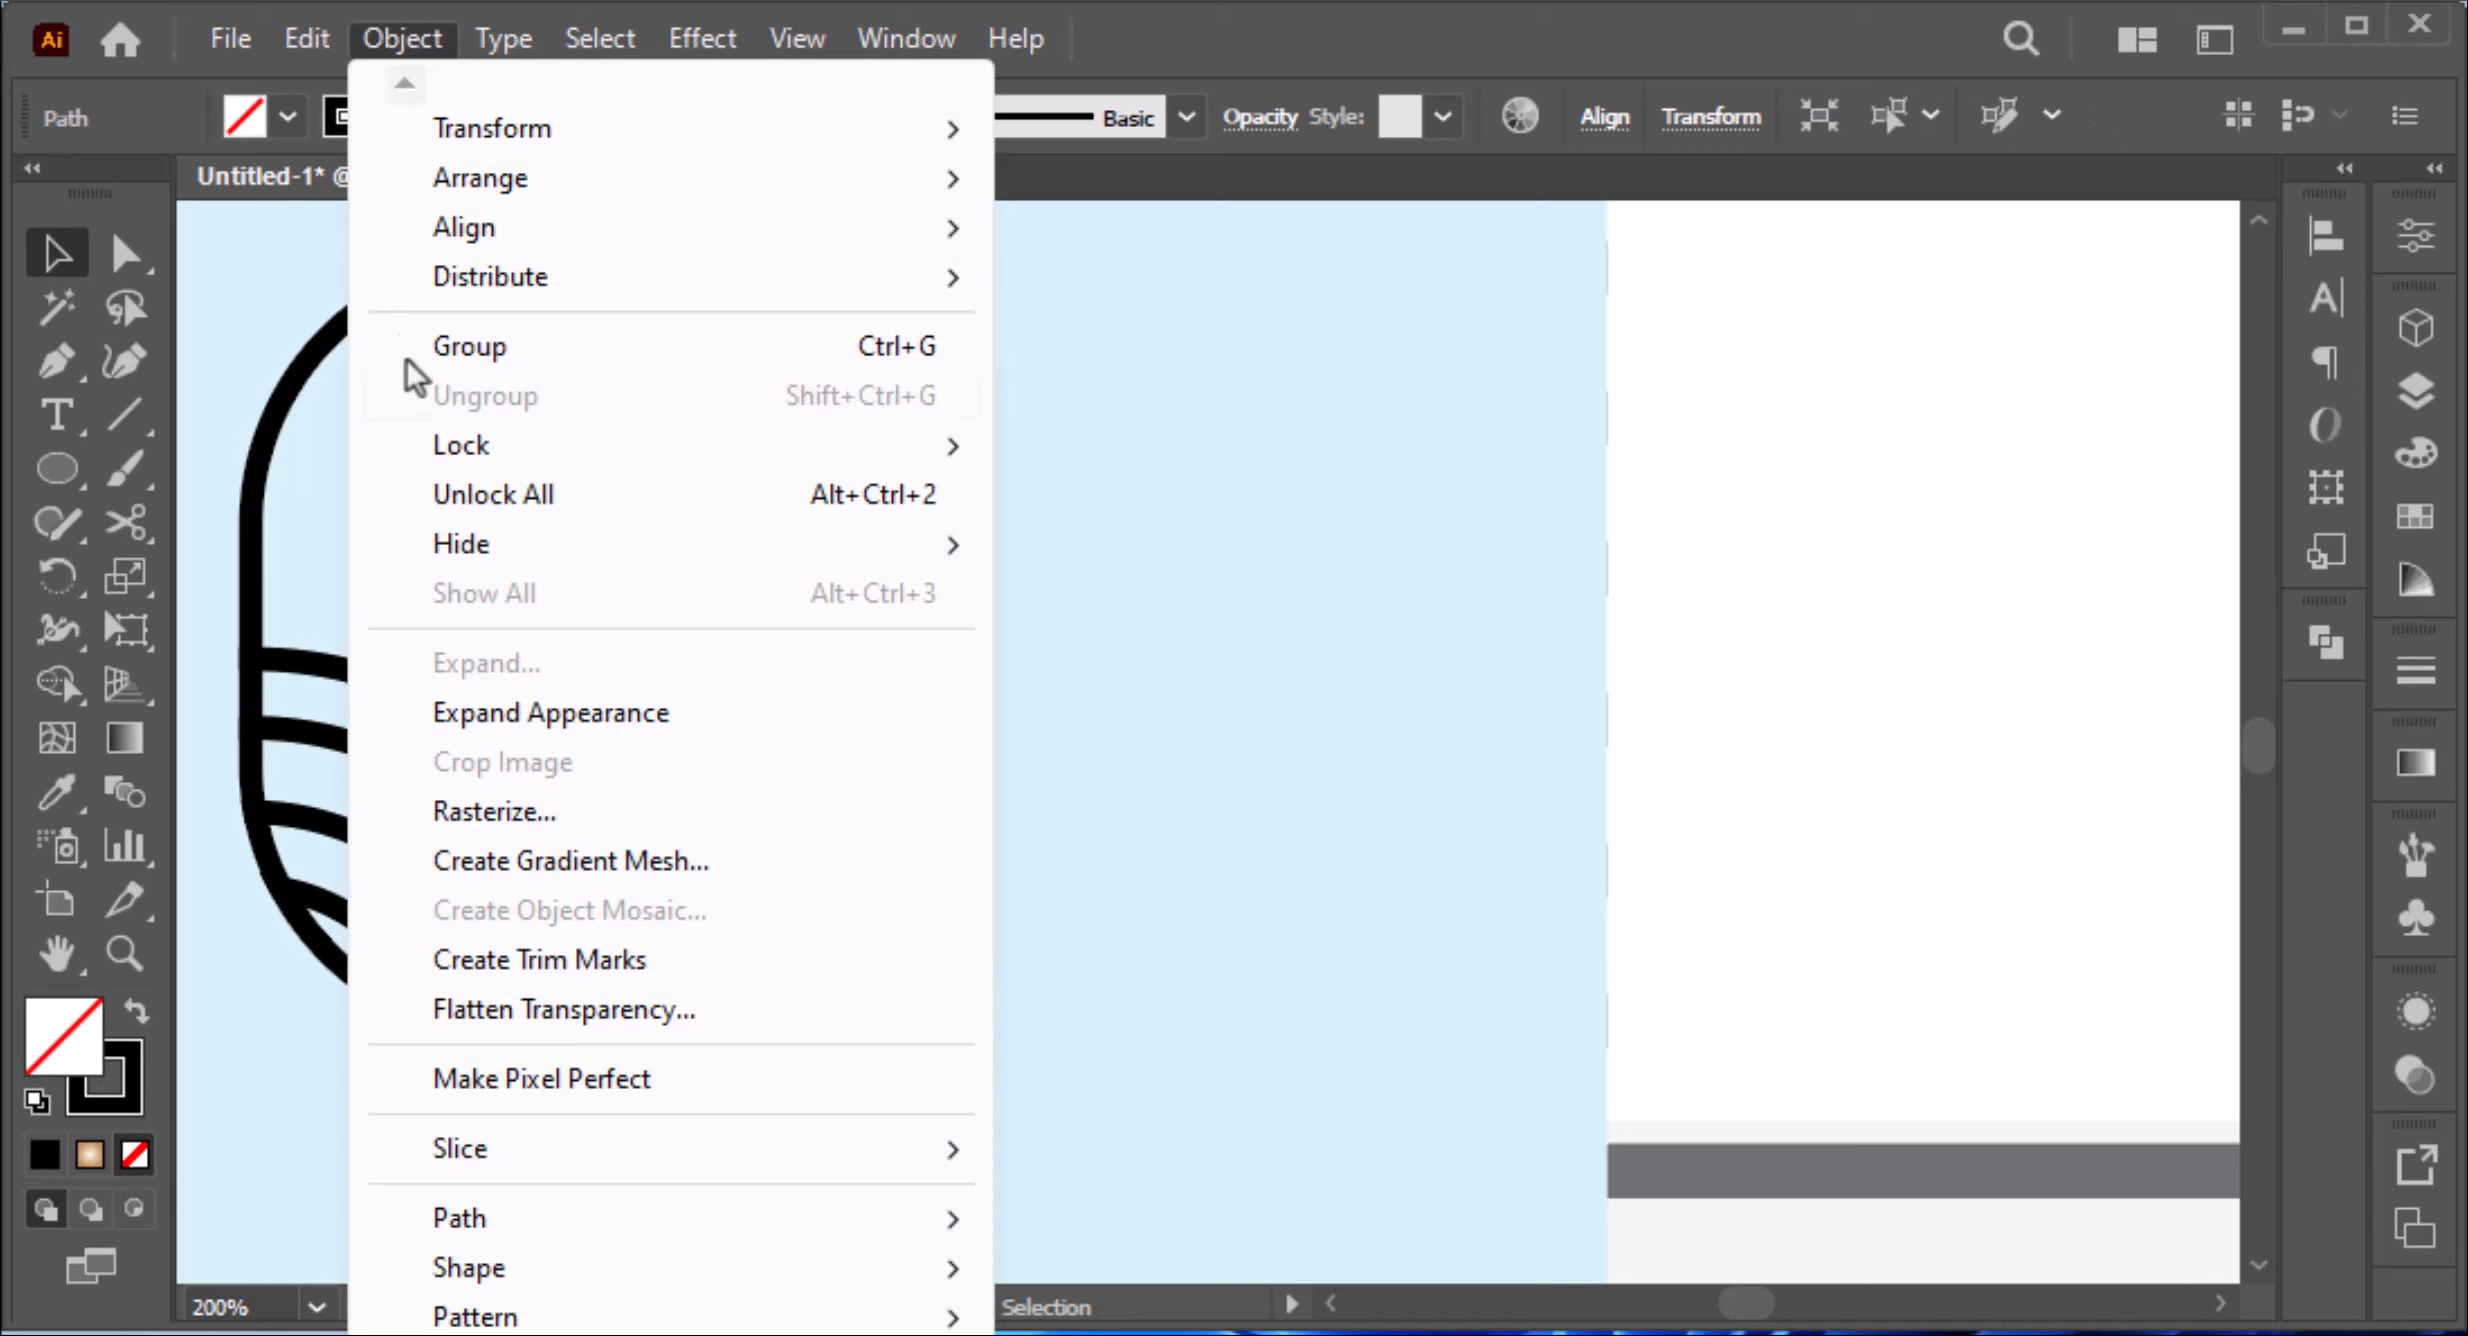 Ai File Edit Object Type Select Effect View Window Help
Path Basic Opacity Style: Align Transform
Untitled-1* @
Transform
Arrange
Align
Distribute
Group Ctrl+G
Ungroup Shift+Ctrl+G
Lock
Unlock All Alt+Ctrl+2
Hide
Show All Alt+Ctrl+3
Expand...
Expand Appearance
Crop Image
Rasterize...
Create Gradient Mesh...
Create Object Mosaic...
Create Trim Marks
Flatten Transparency...
Make Pixel Perfect
Slice
Path
Shape
Pattern
200% Selection